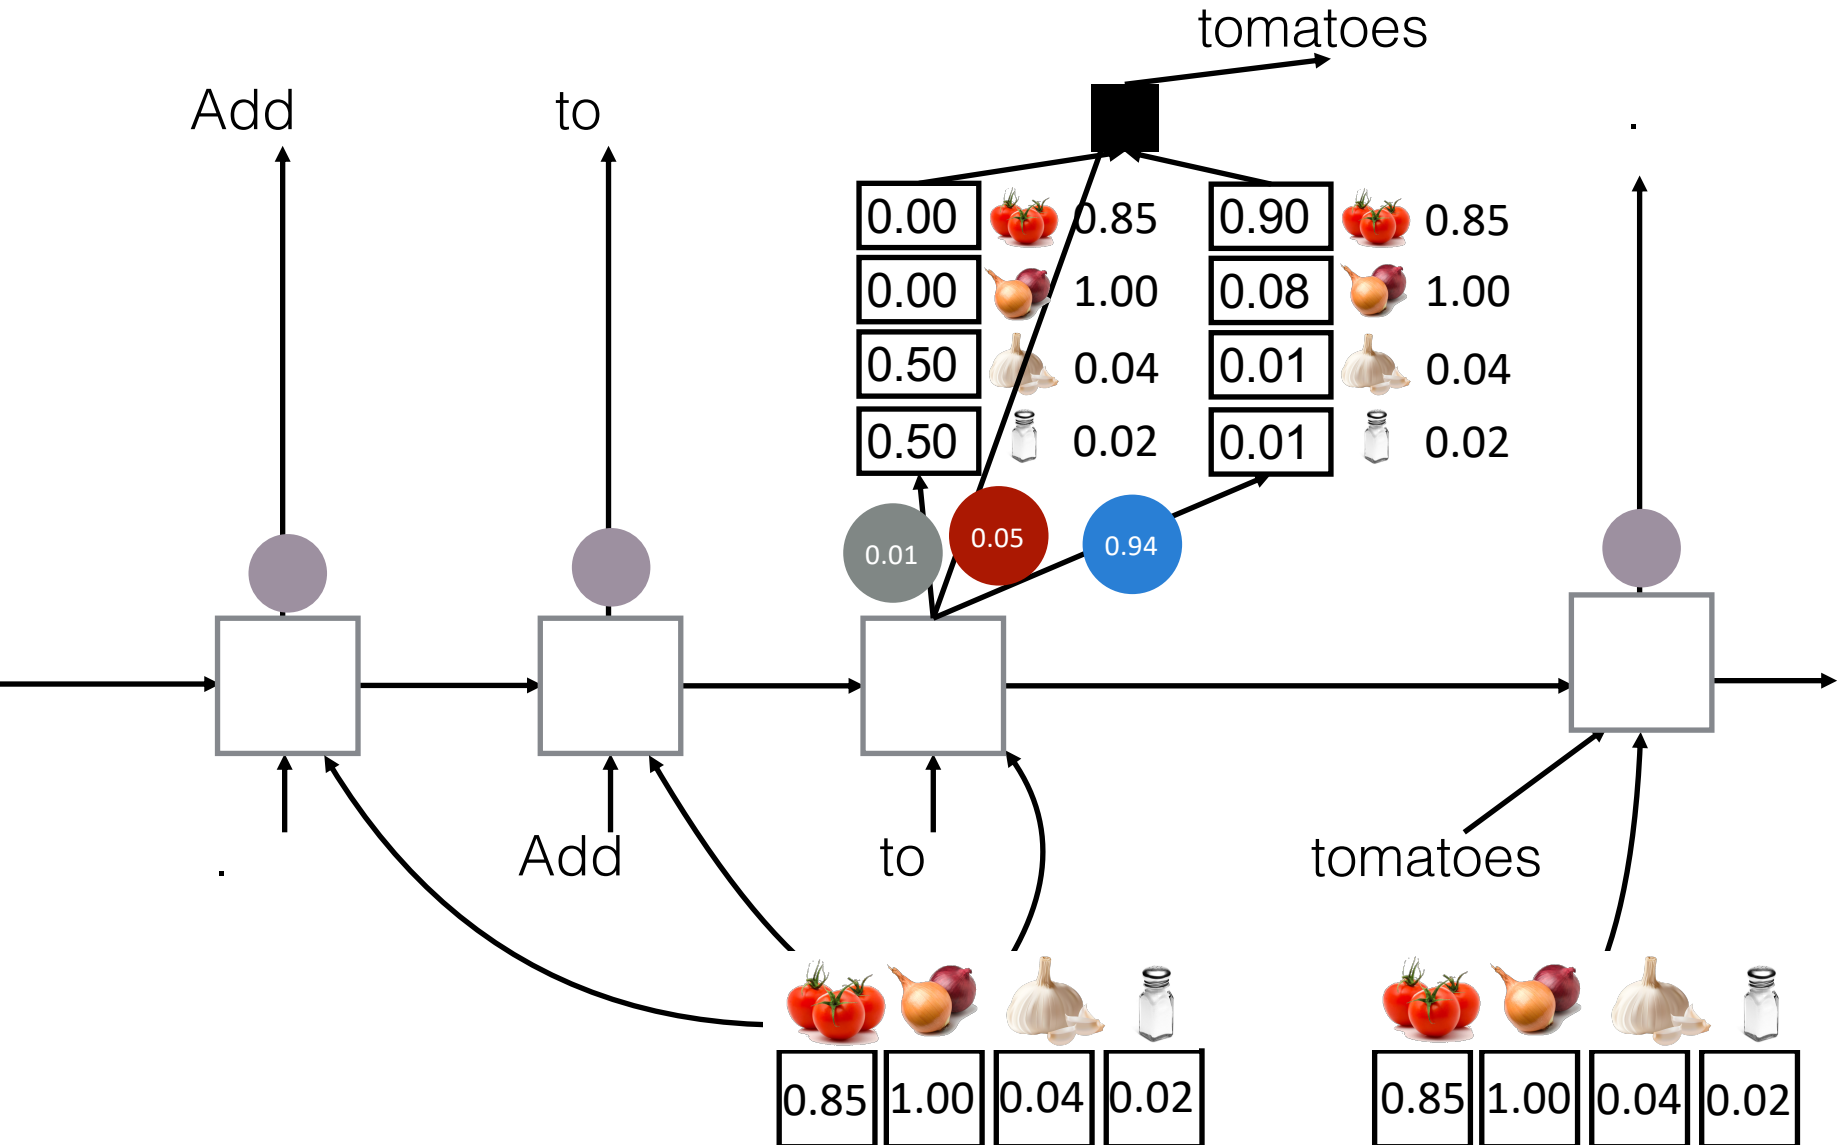 tomatoes
Add
to
.
0.00 0.85 0.90 0.85
0.00 1.00 0.08 1.00
0.50 0.04 0.01 0.04
0.50 0.02 0.01 0.02
0.01 0.05 0.94
. Add to tomatoes
0.85 1.00 0.04 0.02 0.85 1.00 0.04 0.02